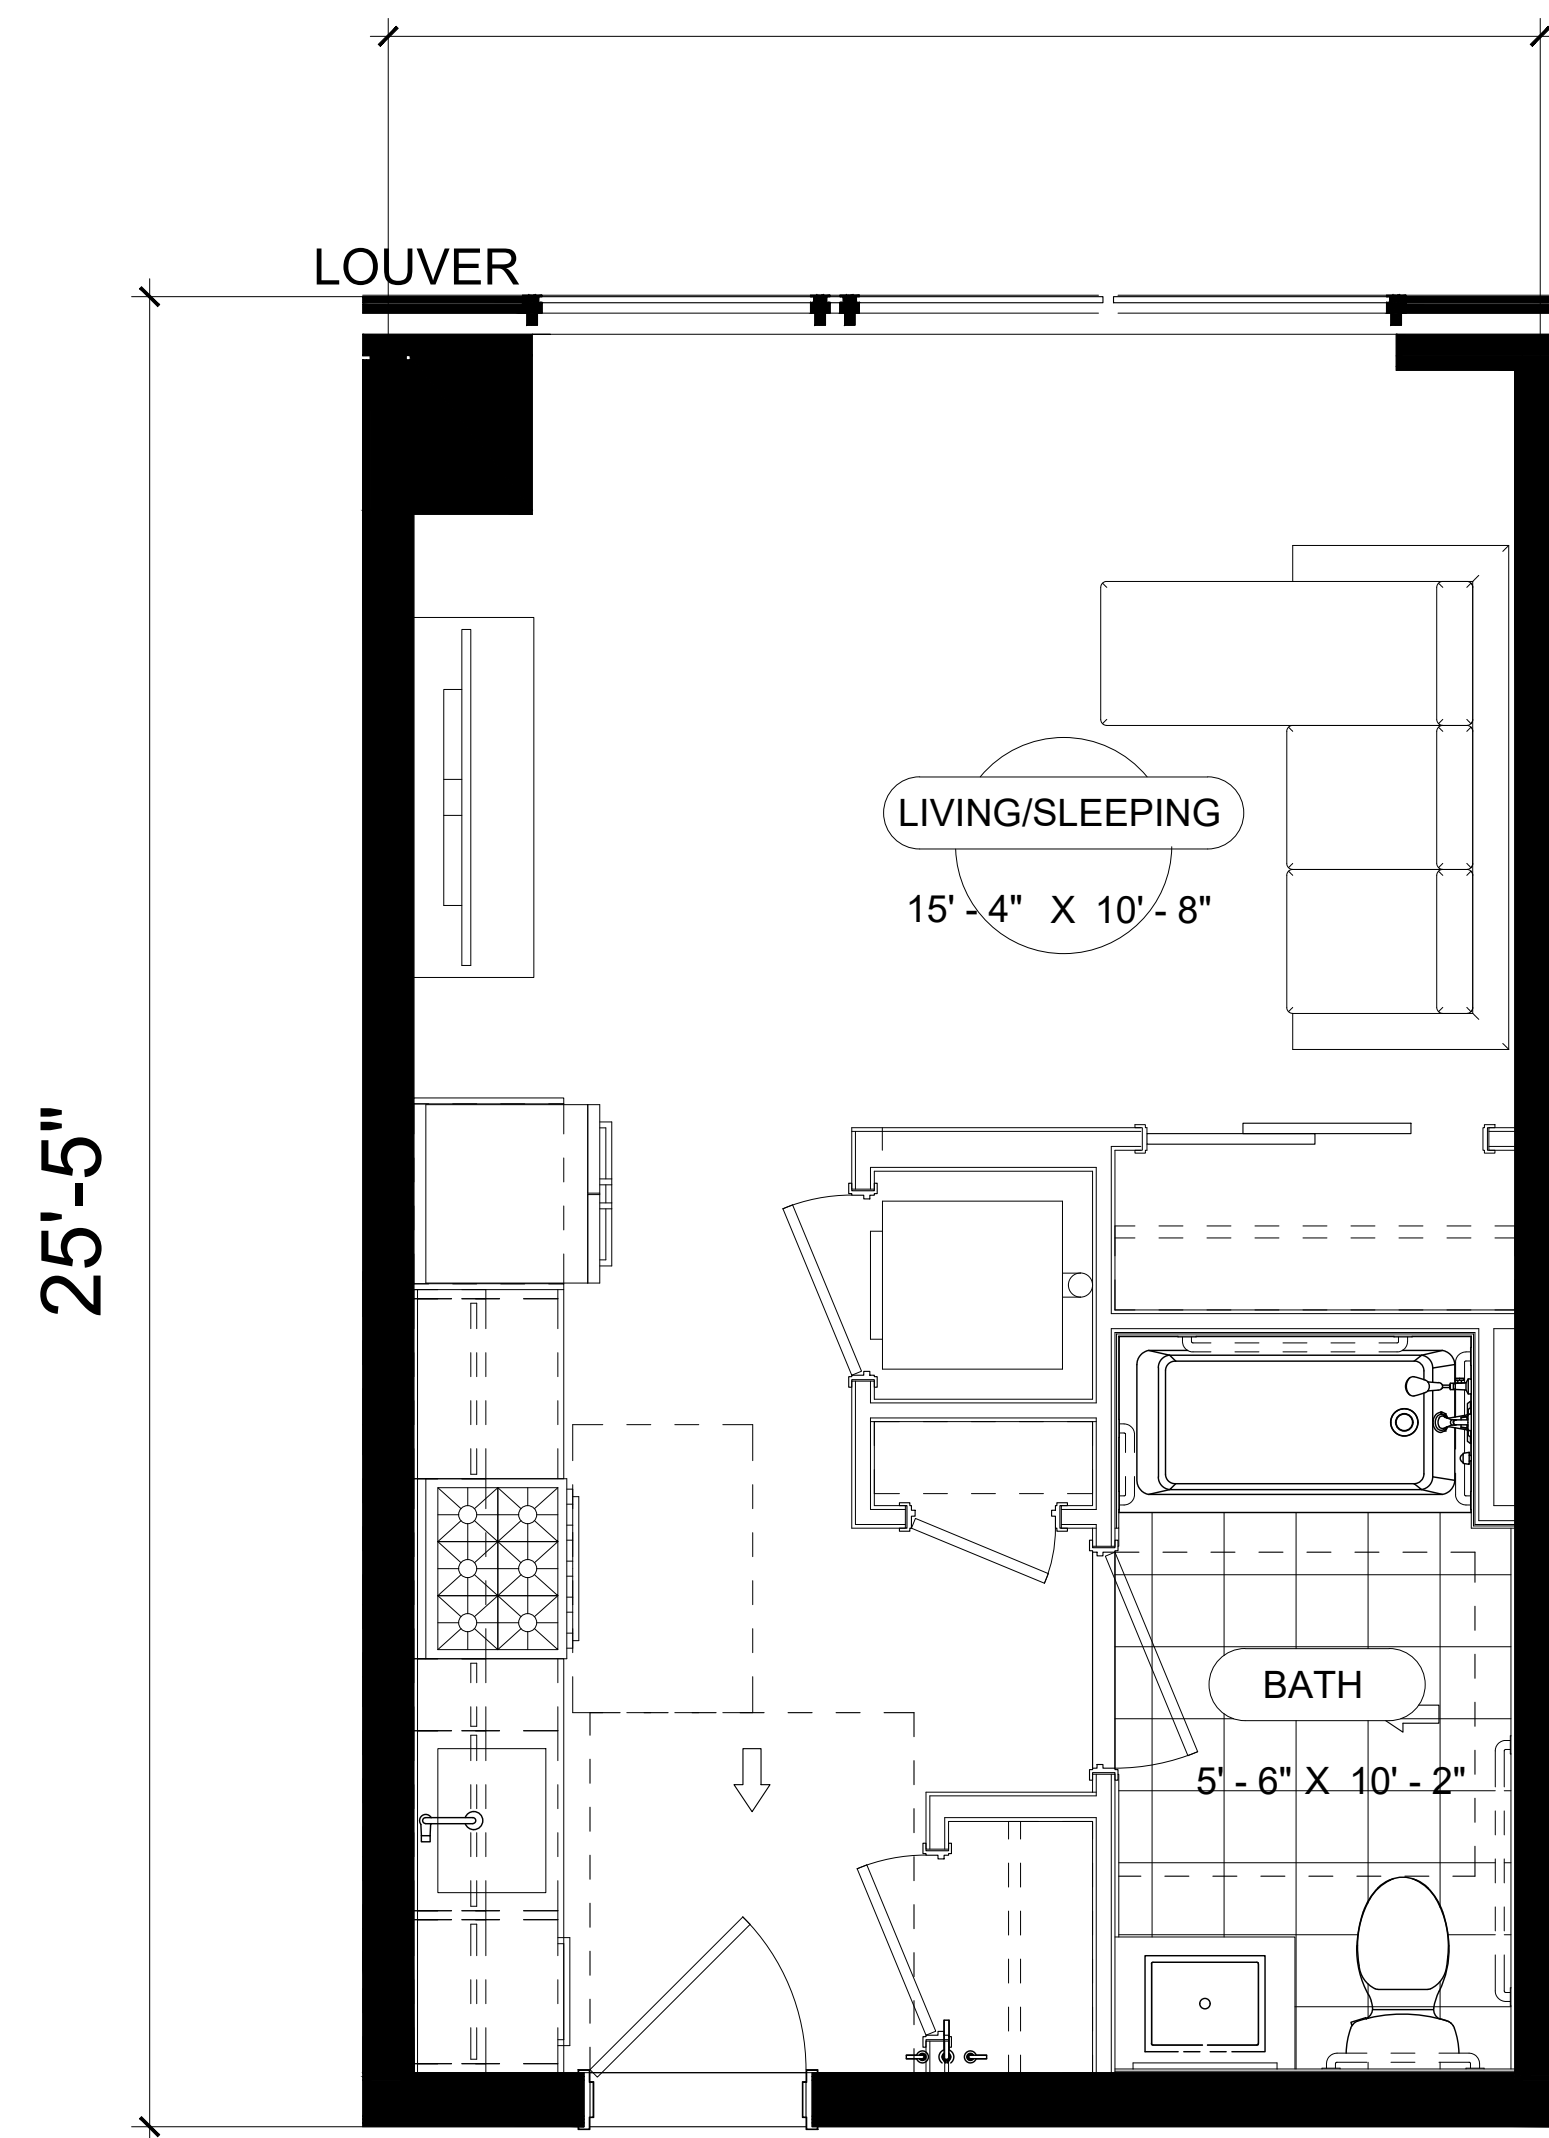 LOUVER
LIVING/SLEEPING
15' - 4" X 10' - 8"
25'-5"
BATH
5' - 6" X 10' - 2"